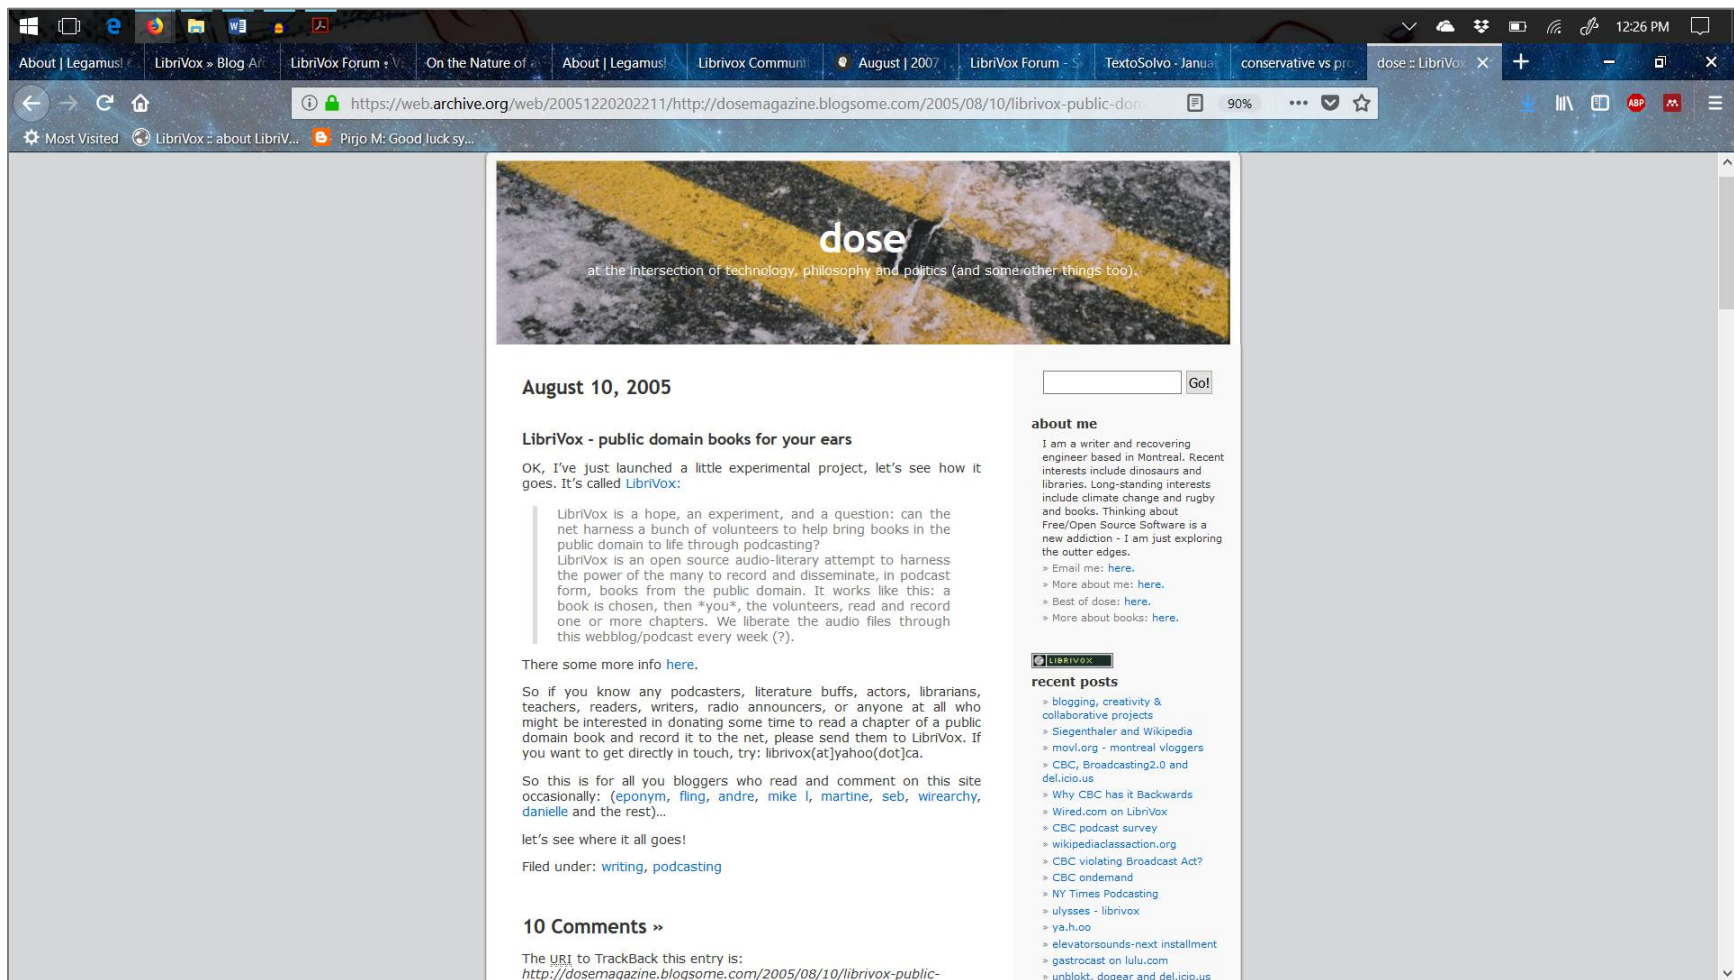 12:26 PM
About | Legamus!
LibriVox » Blog Ar
LibriVox Forum • V
On the Nature of
About | Legamus!
Librivox Communi
August | 2007
LibriVox Forum - S
TextoSolvo - Janua
conservative vs pro
dose :: LibriVox
https://web.archive.org/web/20051220202211/http://dosemagazine.blogsome.com/2005/08/10/librivox-public-dom
90%
ABP
Most Visited
LibriVox :: about LibriV...
Pirjo M: Good luck sy...
dose
at the intersection of technology, philosophy and politics (and some other things too).
August 10, 2005
LibriVox - public domain books for your ears
OK, I've just launched a little experimental project, let's see how it
goes. It's called LibriVox:
LibriVox is a hope, an experiment, and a question: can the
net harness a bunch of volunteers to help bring books in the
public domain to life through podcasting?
LibriVox is an open source audio-literary attempt to harness
the power of the many to record and disseminate, in podcast
form, books from the public domain. It works like this: a
book is chosen, then *you*, the volunteers, read and record
one or more chapters. We liberate the audio files through
this webblog/podcast every week (?).
There some more info here.
So if you know any podcasters, literature buffs, actors, librarians,
teachers, readers, writers, radio announcers, or anyone at all who
might be interested in donating some time to read a chapter of a public
domain book and record it to the net, please send them to LibriVox. If
you want to get directly in touch, try: librivox(at]yahoo(dot]ca.
So this is for all you bloggers who read and comment on this site
occasionally: (eponym, fling, andre, mike l, martine, seb, wirearchy,
danielle and the rest)...
let's see where it all goes!
Filed under: writing, podcasting
10 Comments »
The URI to TrackBack this entry is:
http://dosemagazine.blogsome.com/2005/08/10/librivox-public-
Go!
about me
I am a writer and recovering
engineer based in Montreal. Recent
interests include dinosaurs and
libraries. Long-standing interests
include climate change and rugby
and books. Thinking about
Free/Open Source Software is a
new addiction - I am just exploring
the outter edges.
» Email me: here.
» More about me: here.
» Best of dose: here.
» More about books: here.
LIBRIVOX
recent posts
» blogging, creativity &
collaborative projects
» Siegenthaler and Wikipedia
» movl.org - montreal vloggers
» CBC, Broadcasting2.0 and
del.icio.us
» Why CBC has it Backwards
» Wired.com on LibriVox
» CBC podcast survey
» wikipediaclassaction.org
» CBC violating Broadcast Act?
» CBC ondemand
» NY Times Podcasting
» ulysses - librivox
» ya.h.oo
» elevatorsounds-next installment
» gastrocast on lulu.com
» unblokt, dogear and del.icio.us